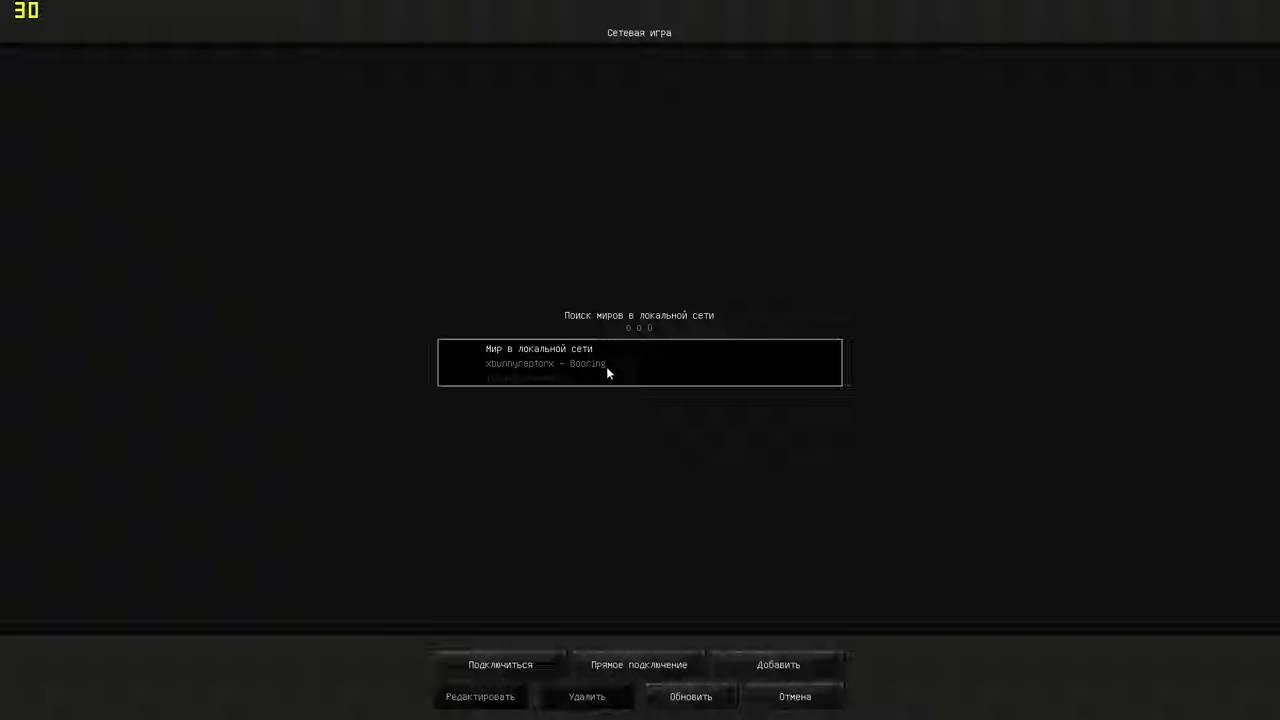 30
Сетевая игра
Поиск миров в локальной сети
o o O
Мир в локальной сети
xbunnyraptorx - Booring
Подключиться
Прямое подключение
Добавить
Редактировать
Удалить
Обновить
Отмена